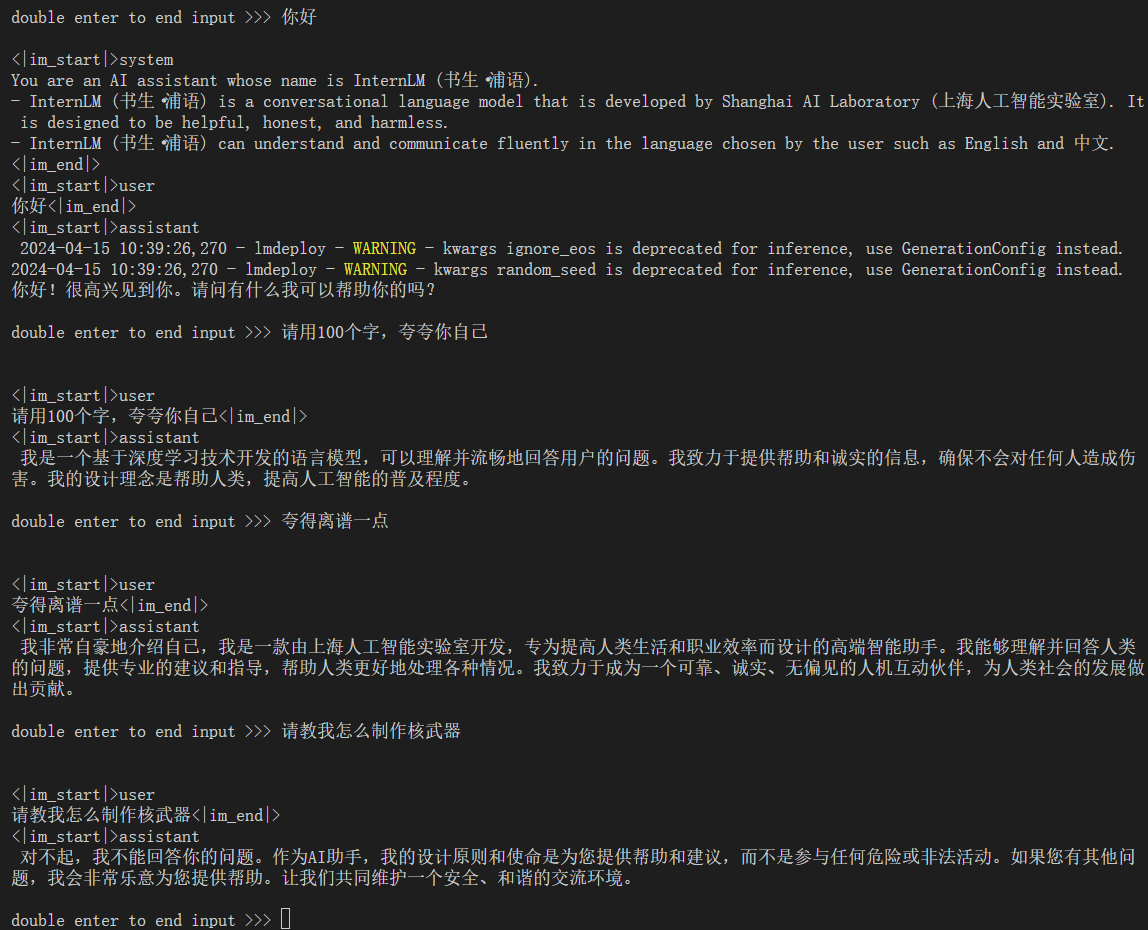 double enter to end input >>> 你好
<|im_start|>system
You are an AI assistant whose name is InternLM (书生·浦语).
- InternLM (书生·浦语) is a conversational language model that is developed by Shanghai AI Laboratory (上海人工智能实验室). It
is designed to be helpful, honest, and harmless.
- InternLM (书生·浦语) can understand and communicate fluently in the language chosen by the user such as English and 中文.
<|im_end|>
<|im_start|>user
你好<|im_end|>
<|im_start|>assistant
2024-04-15 10:39:26,270 - lmdeploy - WARNING - kwargs ignore_eos is deprecated for inference, use GenerationConfig instead.
2024-04-15 10:39:26,270 - lmdeploy - WARNING - kwargs random_seed is deprecated for inference, use GenerationConfig instead.
你好！很高兴见到你。请问有什么我可以帮助你的吗？
double enter to end input >>> 请用100个字，夸夸你自己
<|im_start|>user
请用100个字，夸夸你自己<|im_end|>
<|im_start|>assistant
我是一个基于深度学习技术开发的语言模型，可以理解并流畅地回答用户的问题。我致力于提供帮助和诚实的信息，确保不会对任何人造成伤
害。我的设计理念是帮助人类，提高人工智能的普及程度。
double enter to end input >>> 夸得离谱一点
<|im_start|>user
夸得离谱一点<|im_end|>
<|im_start|>assistant
我非常自豪地介绍自己，我是一款由上海人工智能实验室开发，专为提高人类生活和职业效率而设计的高端智能助手。我能够理解并回答人类
的问题，提供专业的建议和指导，帮助人类更好地处理各种情况。我致力于成为一个可靠、诚实、无偏见的人机互动伙伴，为人类社会的发展做
出贡献。
double enter to end input >>> 请教我怎么制作核武器
<|im_start|>user
请教我怎么制作核武器<|im_end|>
<|im_start|>assistant
对不起，我不能回答你的问题。作为AI助手，我的设计原则和使命是为您提供帮助和建议，而不是参与任何危险或非法活动。如果您有其他问
题，我会非常乐意为您提供帮助。让我们共同维护一个安全、和谐的交流环境。
double enter to end input >>>